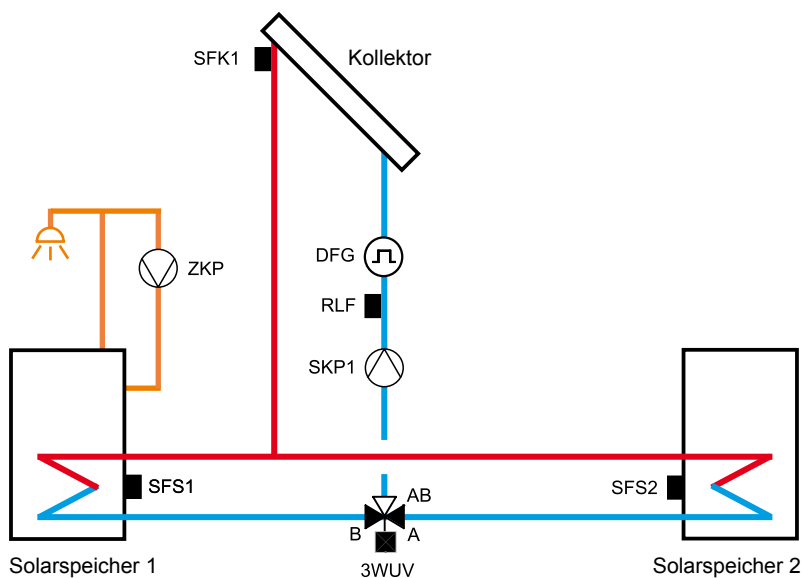 SFK1
Kollektor
DFG
ZKP
RLF
SKP1
SFS1
SFS2
AB
B
A
3WUV
Solarspeicher 1
Solarspeicher 2